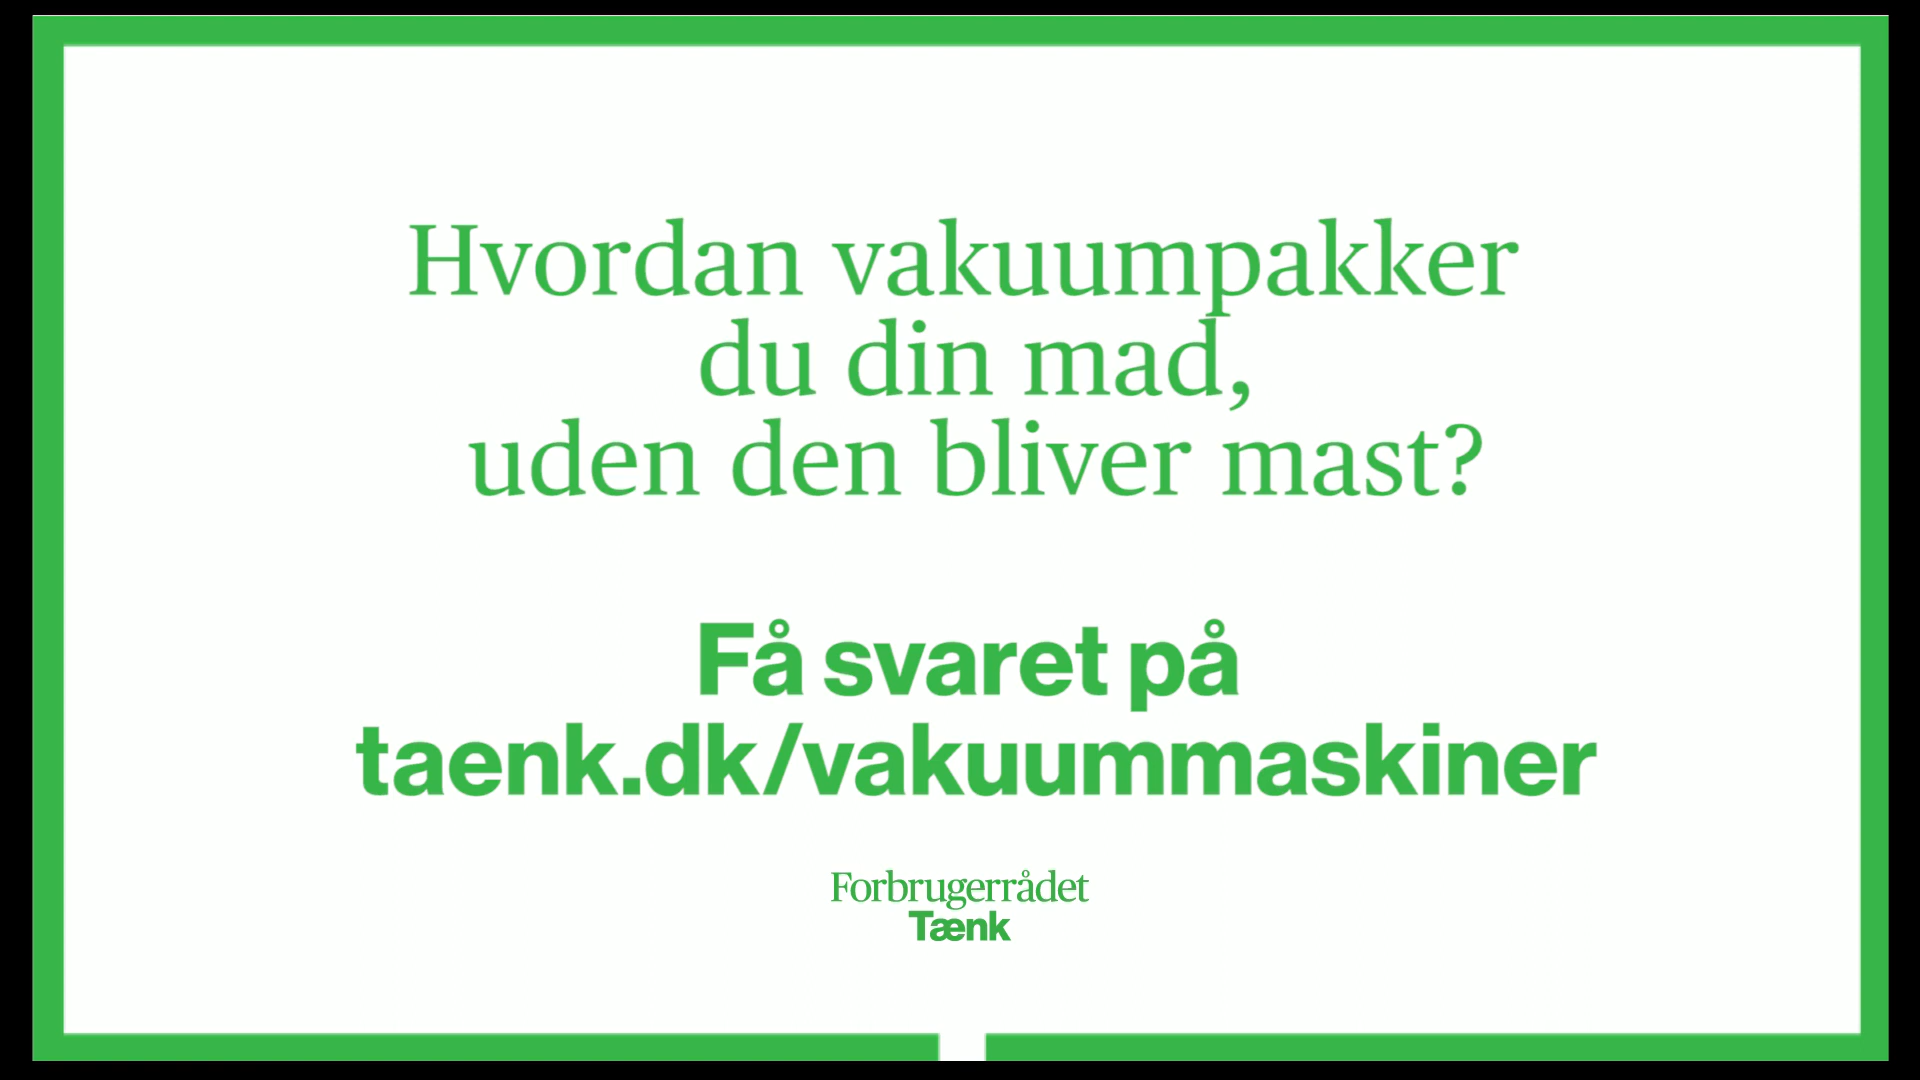 Hvordan vakuumpakker
du din mad,
uden den bliver mast?
Få svaret på
taenk.dk/vakuummaskiner
Forbrugerrådet
Tænk